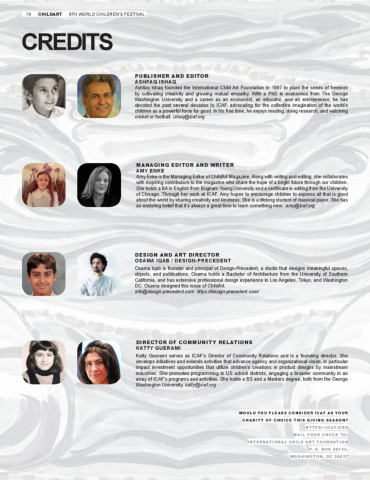 76 CHILDART 6TH WORLD CHILDREN'S FESTIVAL
CREDITS
PUBLISHER AND EDITOR
ASHFAQ ISHAQ
Ashfaq Ishaq founded the International Child Art Foundation in 1997 to plant the seeds of freedom
by cultivating creativity and growing mutual empathy. With a PhD in economics from The George
Washington University and a career as an economist, an educator, and an entrepreneur, he has
devoted the past several decades to ICAF, advocating for the collective imagination of the world's
children as a powerful force for good. In his free time, he enjoys reading, doing research, and watching
cricket or football. ishaq@icaf.org
MANAGING EDITOR AND WRITER
AMY ENKE
Amy Enke is the Managing Editor of ChildArt Magazine. Along with writing and editing, she collaborates
with inspiring contributors to the magazine who share the hope of a bright future through our children.
She holds a BA in English from Brigham Young University and a certificate in editing from the University
of Chicago. Through her work at ICAF, Amy hopes to encourage children to express all that is good
about the world by sharing creativity and kindness. She is a lifelong student of classical piano. She has
an enduring belief that it's always a great time to learn something new. amy@icaf.org
DESIGN AND ART DIRECTOR
OSAMA IQAB / DESIGN-PRECEDENT
Osama Iqab is founder and principal of Design-Precedent, a studio that designs meaningful spaces,
objects, and publications. Osama holds a Bachelor of Architecture from the University of Southern
California, and has extensive professional design experience in Los Angeles, Tokyo, and Washington
DC. Osama designed this issue of ChildArt.
info@design-precedent.com https://design-precedent.com/
DIRECTOR OF COMMUNITY RELATIONS
KATTY GUERAMI
Katty Guerami serves as ICAF's Director of Community Relations and is a founding director. She
develops initiatives and extends activities that advance agency and organizational vision, in particular
impact investment opportunities that utilize children's creations in product designs by mainstream
industries. She promotes programming in US school districts, engaging a broader community in an
array of ICAF's programs and activities. She holds a BS and a Masters degree, both from the George
Washington University. katty@icaf.org
WOULD YOU PLEASE CONSIDER ICAF AS YOUR
CHARITY OF CHOICE THIS GIVING SEASON?
HTTPS://ICAF.ORG
MAIL YOUR CHECK TO:
INTERNATIONAL CHILD ART FOUNDATION
P. O. BOX 58133,
WASHINGTON, DC 20037